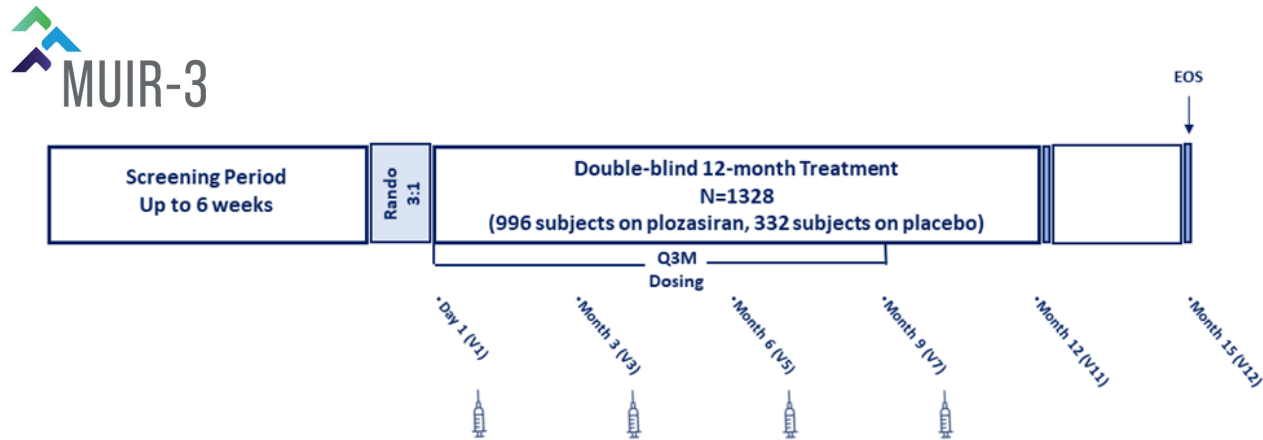 MUIR-3
EOS
Screening Period
Up to 6 weeks
Rando
3:1
Double-blind 12-month Treatment
N=1328
(996 subjects on plozasiran, 332 subjects on placebo)
Q3M
Dosing
•Day 1 (V1)
•Month 3 (V3)
•Month 6 (V5)
•Month 9 (V7)
•Month 12 (V11)
•Month 15 (V12)